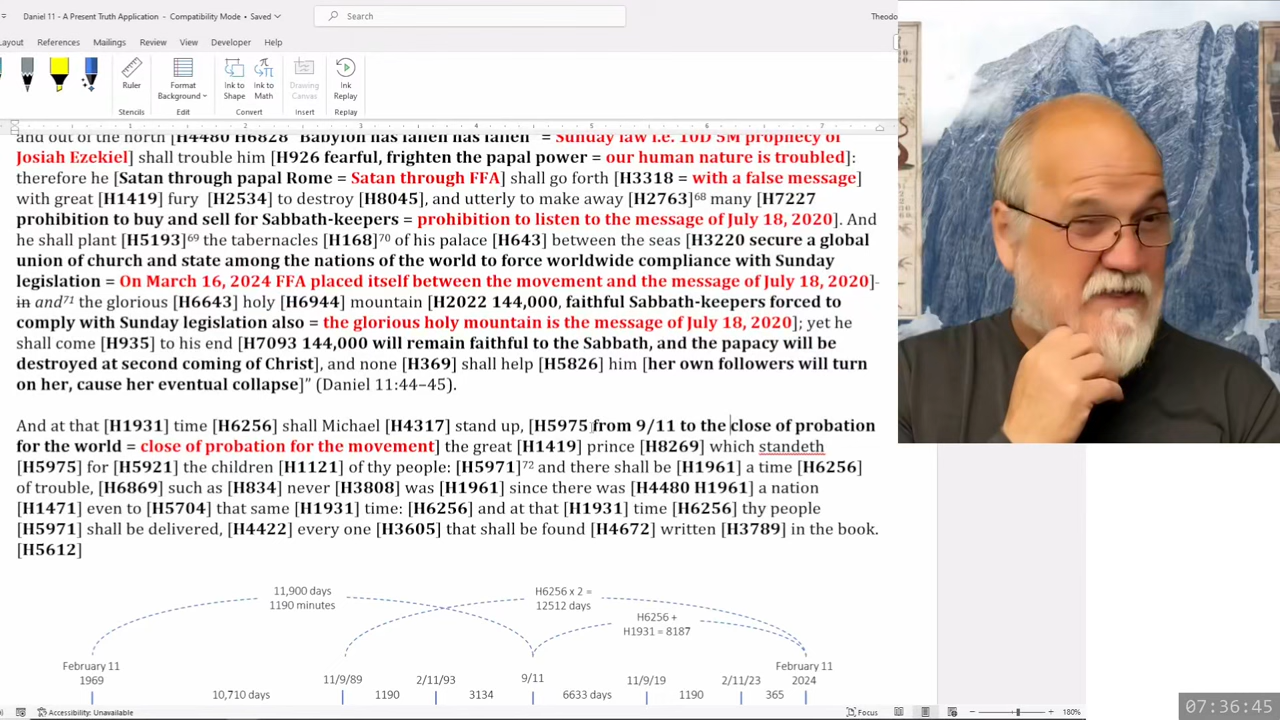 Daniel 11 - A Present Truth Application - Compatibility Mode • Saved
Search
Theodo
Layout References Mailings Review View Developer Help
Ruler
Format Background
Ink to Shape
Ink to Math
Drawing Canvas
Ink Replay
Stencils Edit Convert Insert Replay
and out of the north [H4480 H6828 "Babylon has fallen has fallen" = Sunday law i.e. 10D 5M prophecy of
Josiah Ezekiel] shall trouble him [H926 fearful, frighten the papal power = our human nature is troubled]:
therefore he [Satan through papal Rome = Satan through FFA] shall go forth [H3318 = with a false message]
with great [H1419] fury [H2534] to destroy [H8045], and utterly to make away [H2763]68 many [H7227
prohibition to buy and sell for Sabbath-keepers = prohibition to listen to the message of July 18, 2020]. And
he shall plant [H5193]69 the tabernacles [H168]70 of his palace [H643] between the seas [H3220 secure a global
union of church and state among the nations of the world to force worldwide compliance with Sunday
legislation = On March 16, 2024 FFA placed itself between the movement and the message of July 18, 2020]
in and71 the glorious [H6643] holy [H6944] mountain [H2022 144,000, faithful Sabbath-keepers forced to
comply with Sunday legislation also = the glorious holy mountain is the message of July 18, 2020]; yet he
shall come [H935] to his end [H7093 144,000 will remain faithful to the Sabbath, and the papacy will be
destroyed at second coming of Christ], and none [H369] shall help [H5826] him [her own followers will turn
on her, cause her eventual collapse]" (Daniel 11:44–45).
And at that [H1931] time [H6256] shall Michael [H4317] stand up, [H5975 from 9/11 to the close of probation
for the world = close of probation for the movement] the great [H1419] prince [H8269] which standeth
[H5975] for [H5921] the children [H1121] of thy people: [H5971]72 and there shall be [H1961] a time [H6256]
of trouble, [H6869] such as [H834] never [H3808] was [H1961] since there was [H4480 H1961] a nation
[H1471] even to [H5704] that same [H1931] time: [H6256] and at that [H1931] time [H6256] thy people
[H5971] shall be delivered, [H4422] every one [H3605] that shall be found [H4672] written [H3789] in the book.
[H5612]
11,900 days
1190 minutes
H6256 x 2 =
12512 days
H6256 +
H1931 = 8187
February 11
1969
11/9/89
2/11/93
9/11
11/9/19
2/11/23
February 11
2024
10,710 days 1190 3134 6633 days 1190 365
Accessibility: Unavailable
Focus
180%
07:36:45